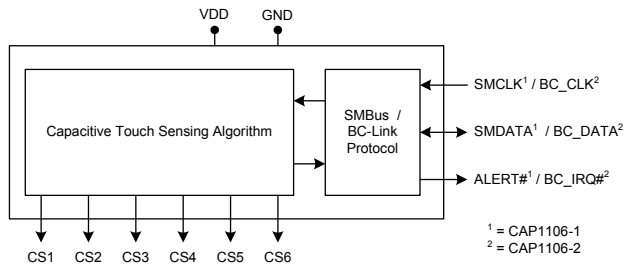 VDD GND
Capacitive Touch Sensing Algorithm
SMBus /
BC-Link
Protocol
SMCLK¹ / BC_CLK²
SMDATA¹ / BC_DATA²
ALERT#¹ / BC_IRQ#²
CS1 CS2 CS3 CS4 CS5 CS6
¹ = CAP1106-1
² = CAP1106-2